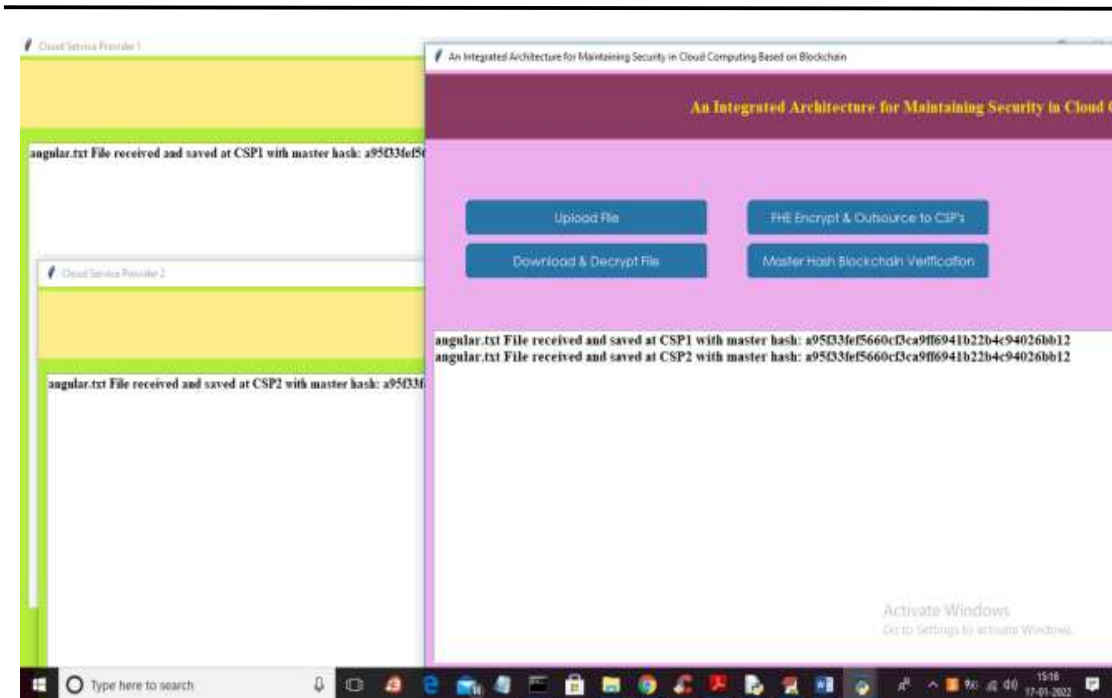 Cloud Service Provider 1
angular.txt File received and saved at CSP1 with master hash: a95f33fef56
Cloud Service Provider 2
angular.txt File received and saved at CSP2 with master hash: a95f33f
An Integrated Architecture for Maintaining Security in Cloud Computing Based on Blockchain
An Integrated Architecture for Maintaining Security in Cloud C
Upload File
FHE Encrypt & Outsource to CSP's
Download & Decrypt File
Master Hash Blockchain Verification
angular.txt File received and saved at CSP1 with master hash: a95f33fef5660cf3ca9ff6941b22b4c94026bb12
angular.txt File received and saved at CSP2 with master hash: a95f33fef5660cf3ca9ff6941b22b4c94026bb12
Activate Windows
Go to Settings to activate Windows.
Type here to search
15:18
17-01-2022